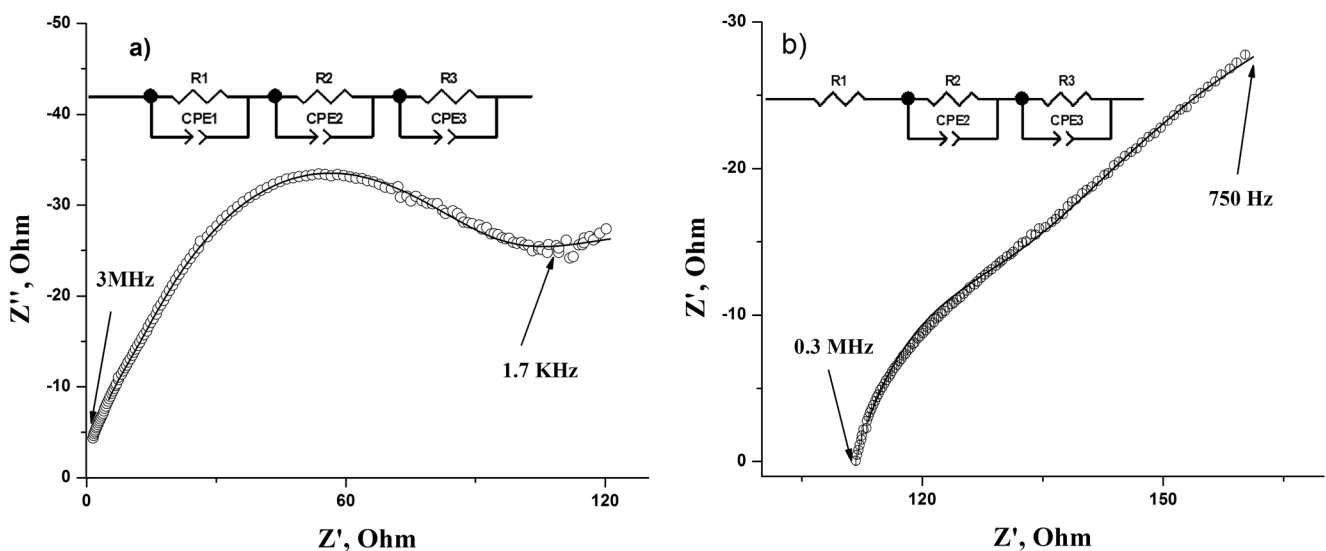 a)
-50
-40
-30
-20
-10
0
Z'', Ohm
R1
R2
R3
CPE1
CPE2
CPE3
3MHz
1.7 KHz
0
60
120
Z', Ohm
b)
-30
-20
-10
0
Z', Ohm
R1
R2
R3
CPE2
CPE3
750 Hz
0.3 MHz
120
150
Z', Ohm